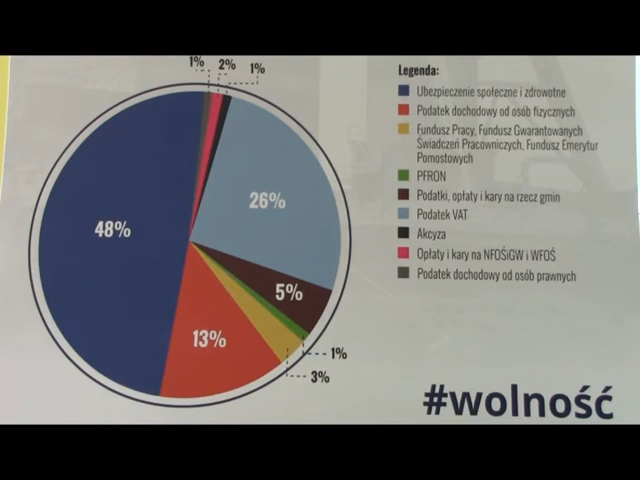 1%
2%
1%
48%
26%
5%
13%
1%
3%
Legenda:
Ubezpieczenie społeczne i zdrowotne
Podatek dochodowy od osób fizycznych
Fundusz Pracy, Fundusz Gwarantowanych
Świadczeń Pracowniczych, Fundusz Emerytur
Pomostowych
PFRON
Podatki, opłaty i kary na rzecz gmin
Podatek VAT
Akcyza
Opłaty i kary na NFOŚiGW i WFOŚ
Podatek dochodowy od osób prawnych
#wolność